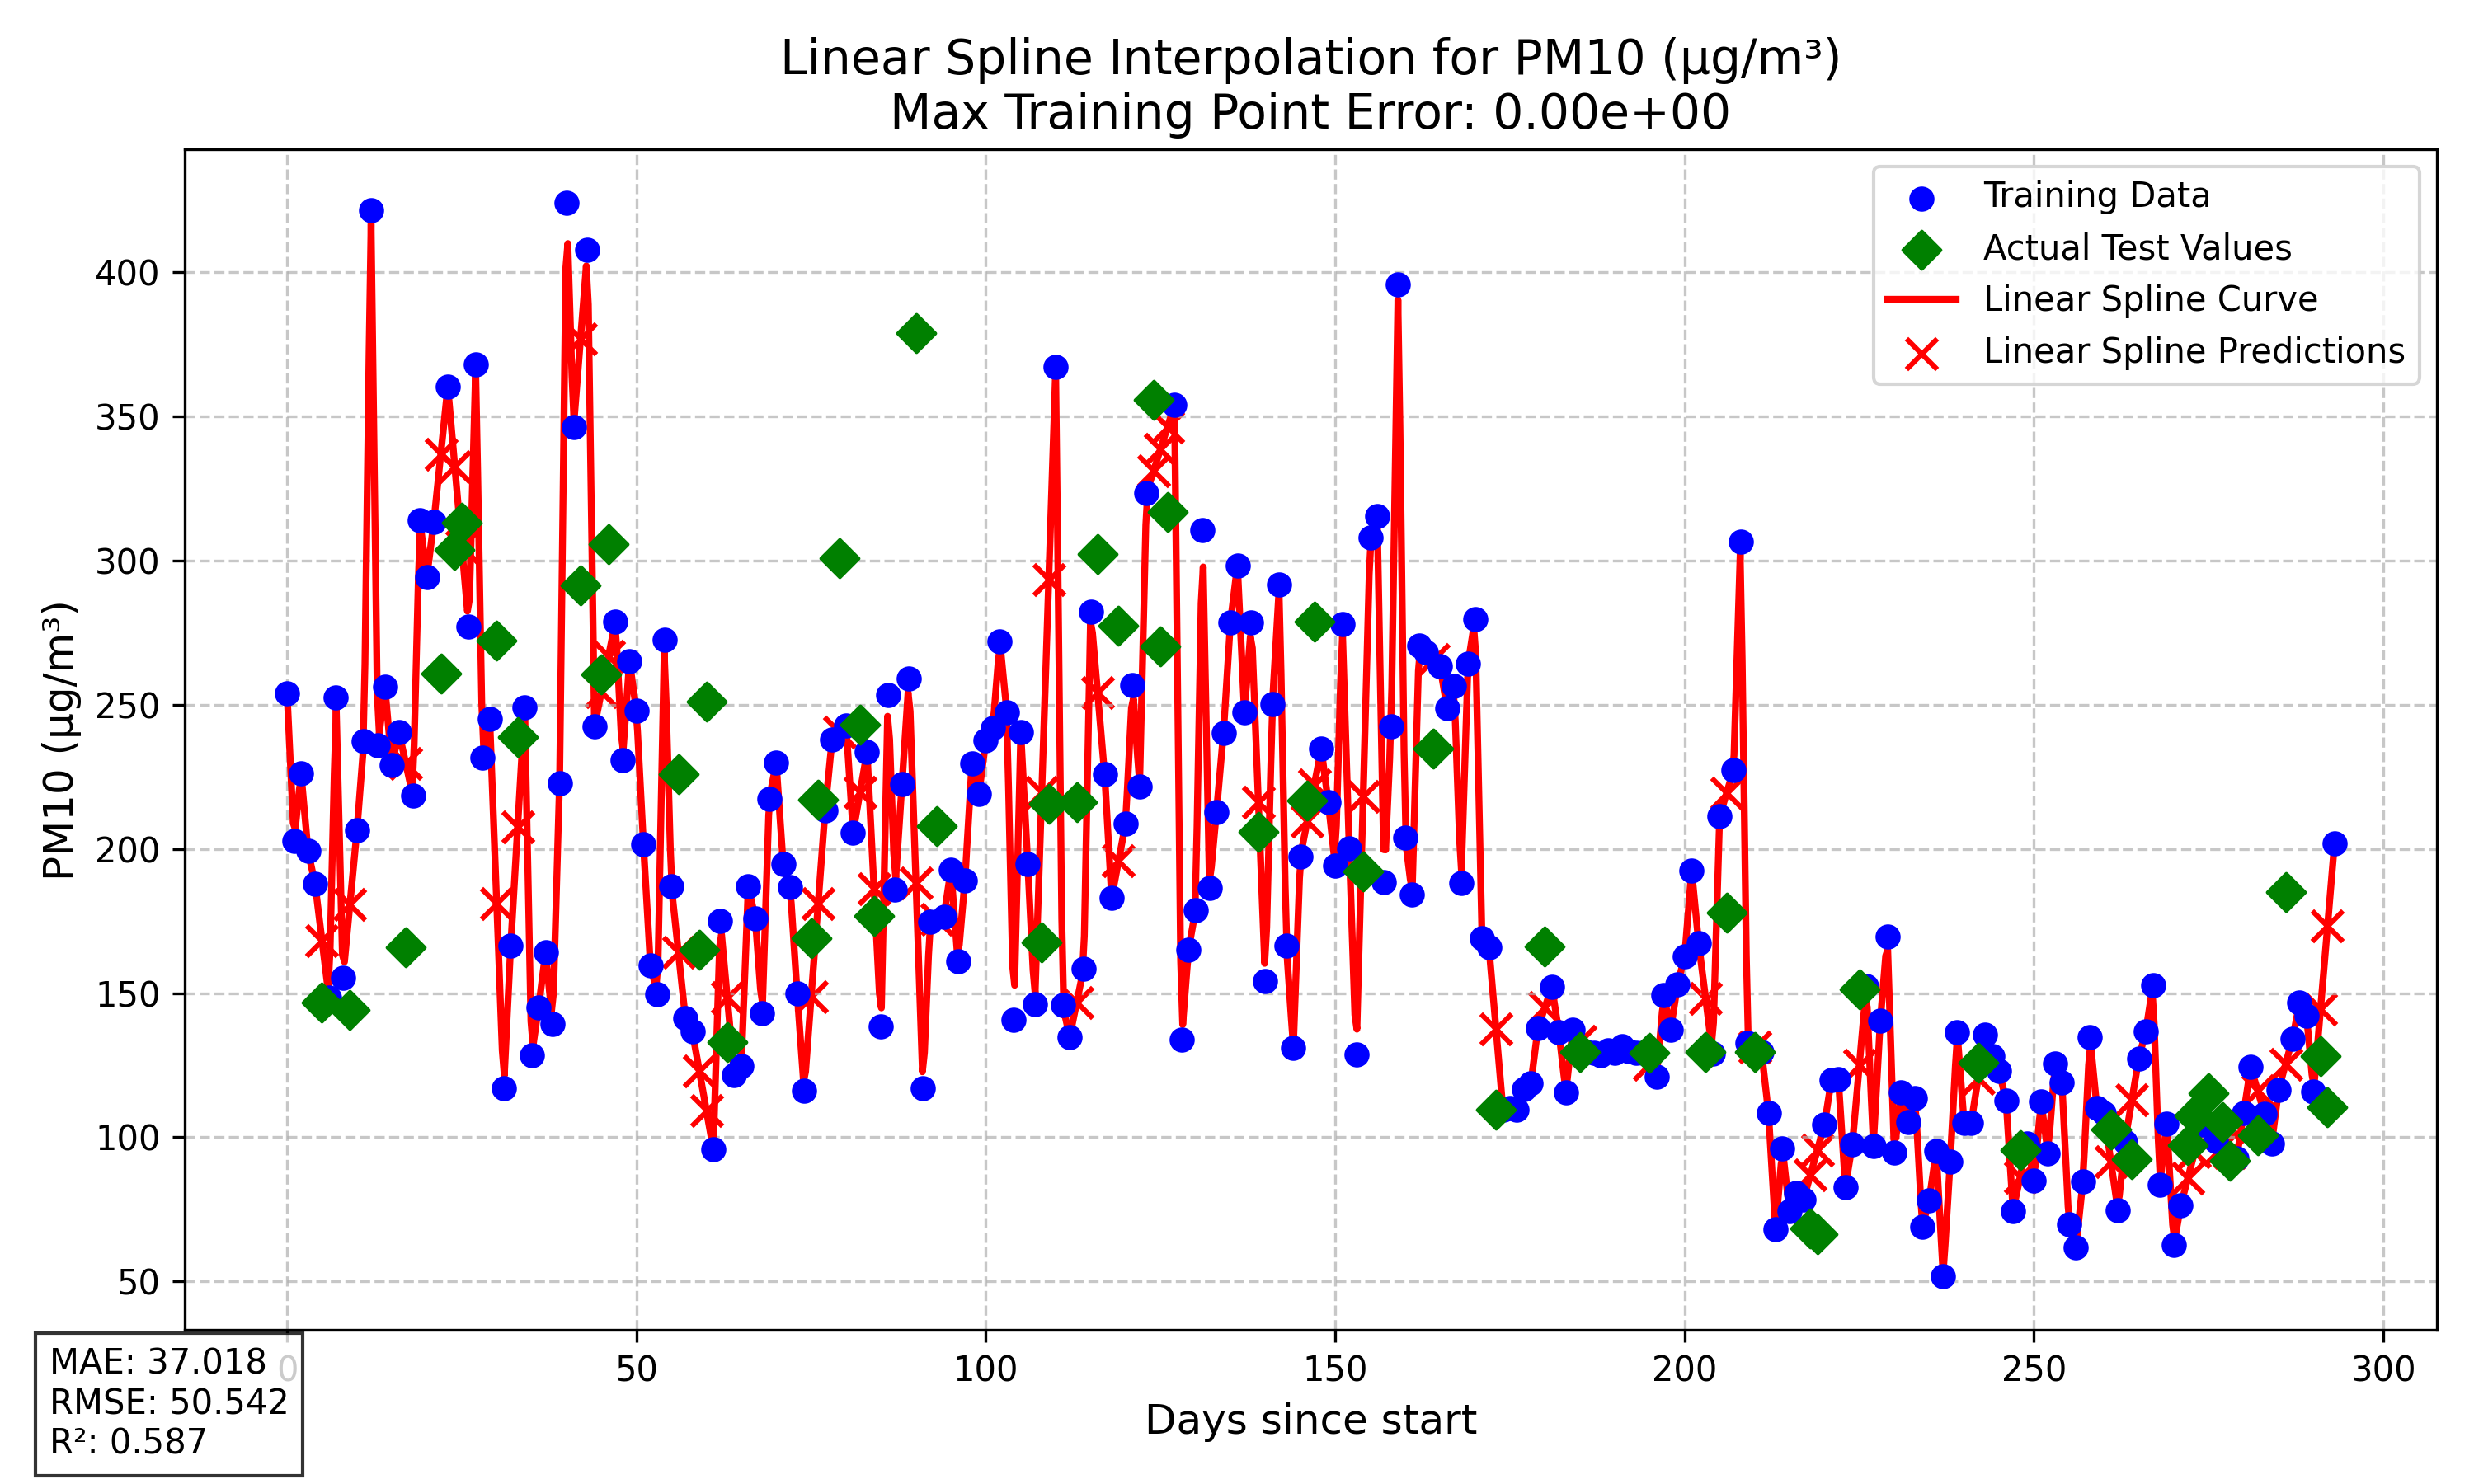 Linear Spline Interpolation for PM10 (µg/m³)
Max Training Point Error: 0.00e+00
Training Data
Actual Test Values
Linear Spline Curve
Linear Spline Predictions
PM10 (µg/m³)
400
350
300
250
200
150
100
50
0
50
100
150
200
250
300
Days since start
MAE: 37.018
RMSE: 50.542
R²: 0.587